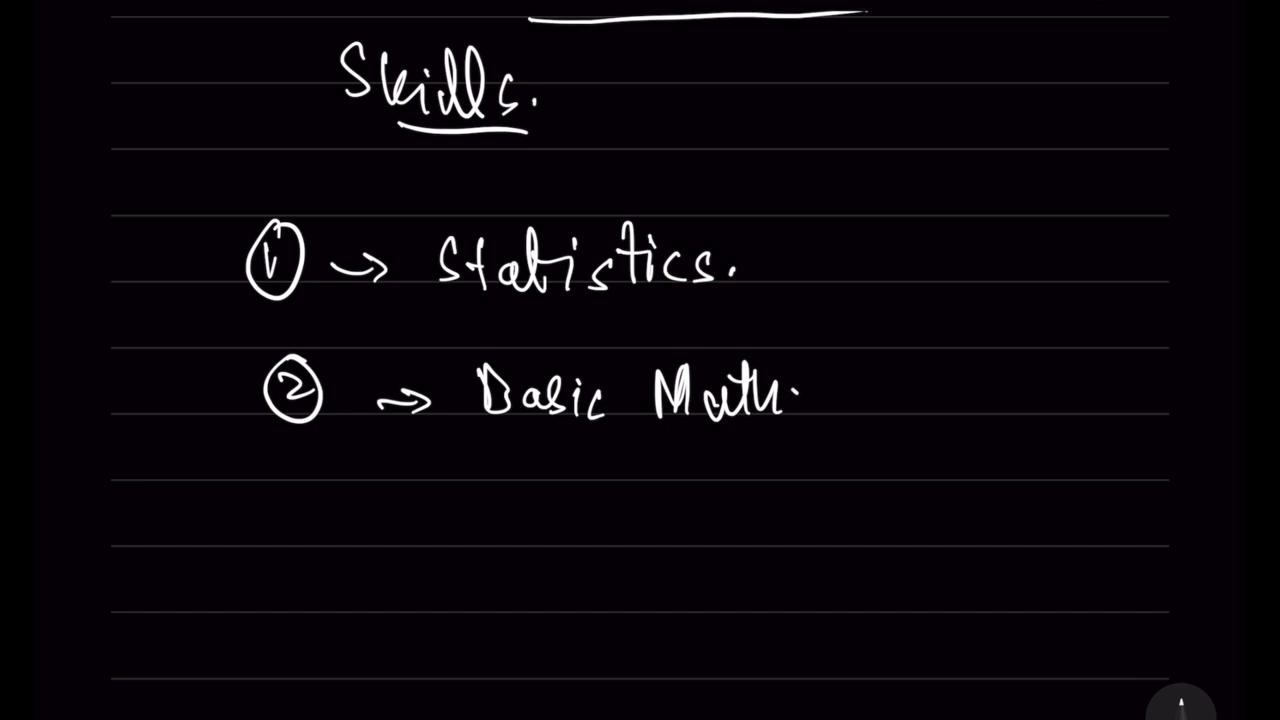 Skills.
① → Statistics.
② → Basic Math.